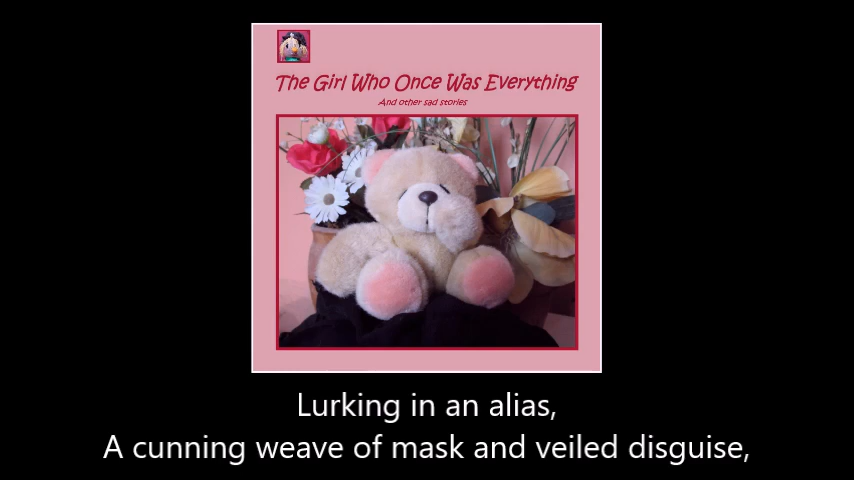 The Girl Who Once Was Everything
And other sad stories
Lurking in an alias,
A cunning weave of mask and veiled disguise,